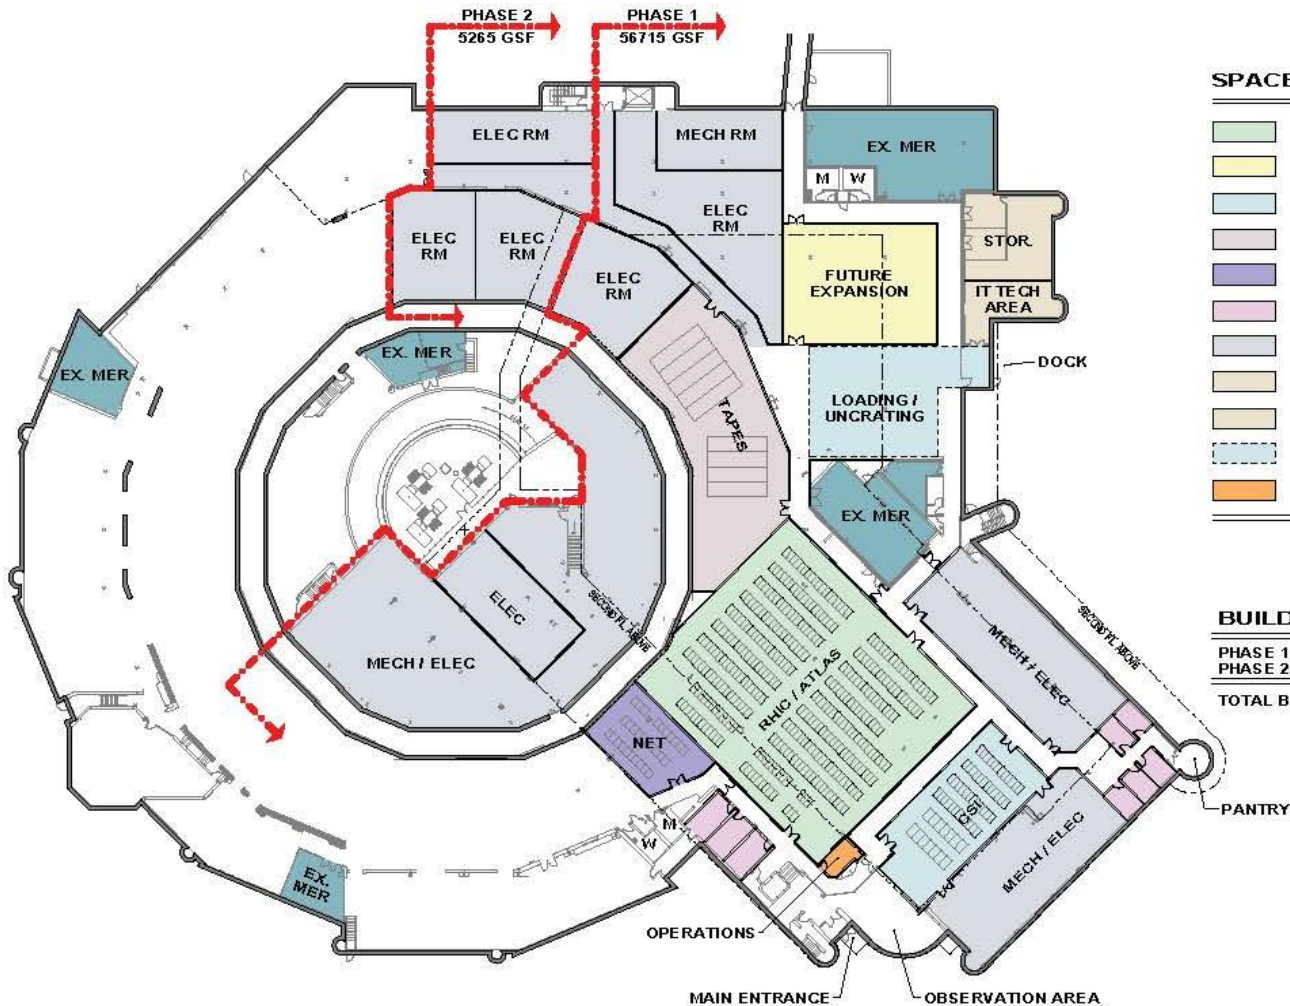 PHASE 2
5265 GSF
PHASE 1
56715 GSF
SPACE
ELEC RM
MECH RM
EX. MER
M
W
ELEC
RM
ELEC
RM
ELEC
RM
ELEC
RM
STOR.
FUTURE
EXPANSION
IT TECH
AREA
EX. MER
EX. MER
DOCK
LOADING /
UNCRATING
TAPES
EX. MER
ELEC
SECOND FL. ABOVE
SECOND FL. ABOVE
MECH / ELEC
RHIC / ATLAS
MECH / ELEC
BUILD
PHASE 1
PHASE 2
TOTAL B
NET
CSI
PANTRY
M
W
MECH / ELEC
EX.
MER
OPERATIONS
MAIN ENTRANCE
OBSERVATION AREA